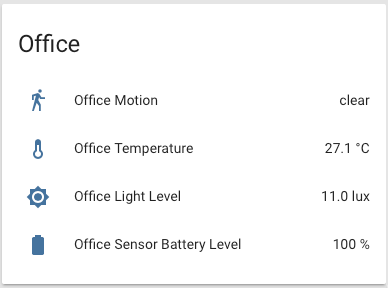 Office
Office Motion clear
Office Temperature 27.1 °C
Office Light Level 11.0 lux
Office Sensor Battery Level 100 %